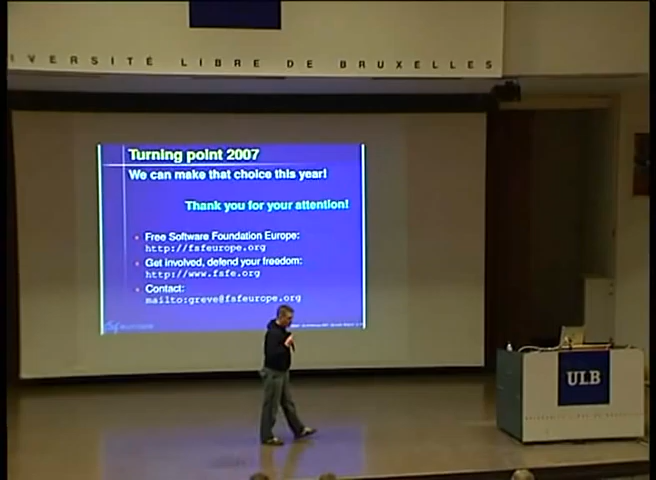 IVERSITÉ LIBRE DE BRUXELLES
Turning point 2007
We can make that choice this year!
Thank you for your attention!
Free Software Foundation Europe:
http://fsfeurope.org
Get involved, defend your freedom:
http://www.fsfe.org
Contact:
mailto:greve@fsfeurope.org
ULB